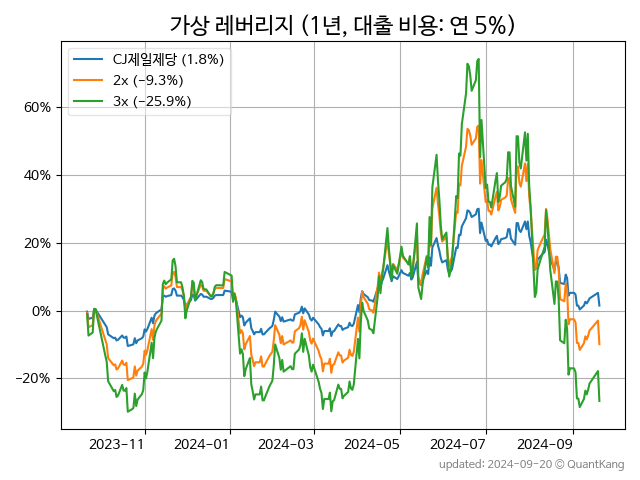 가상 레버리지 (1년, 대출 비용: 연 5%)
CJ제일제당 (1.8%)
2x (−9.3%)
3x (−25.9%)
60%
40%
20%
0%
−20%
2023-11 2024-01 2024-03 2024-05 2024-07 2024-09
updated: 2024-09-20 © QuantKang